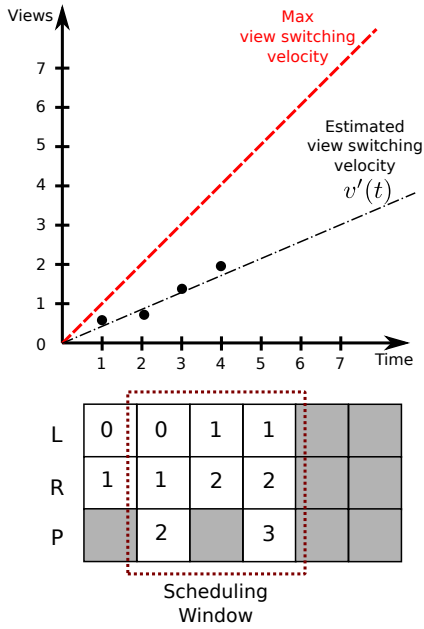 Views
Max
view switching
velocity
7
6
5
4
3
2
1
0
Estimated
view switching
velocity
v'(t)
1 2 3 4 5 6 7
Time
L 0 0 1 1
R 1 1 2 2
P 2 3
Scheduling
Window